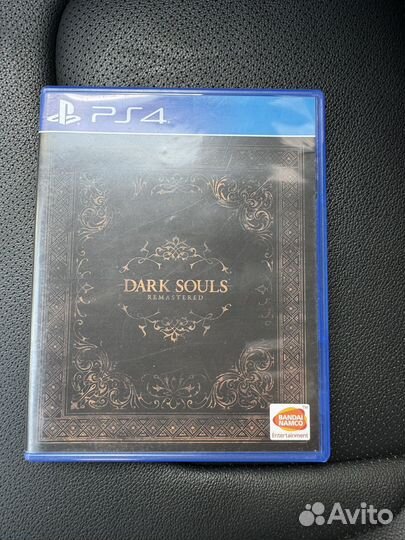 PS4
DARK SOULS
REMASTERED
BANDAI
NAMCO
Entertainment
Avito